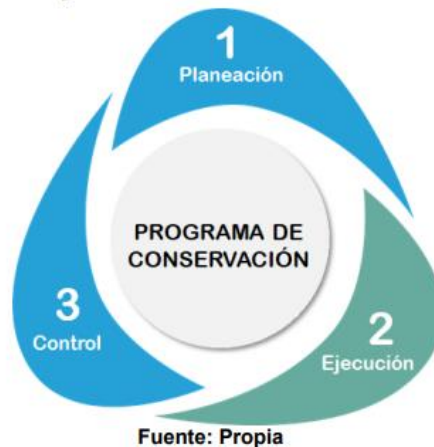 1
Planeación
PROGRAMA DE
CONSERVACIÓN
2
Ejecución
3
Control
Fuente: Propia